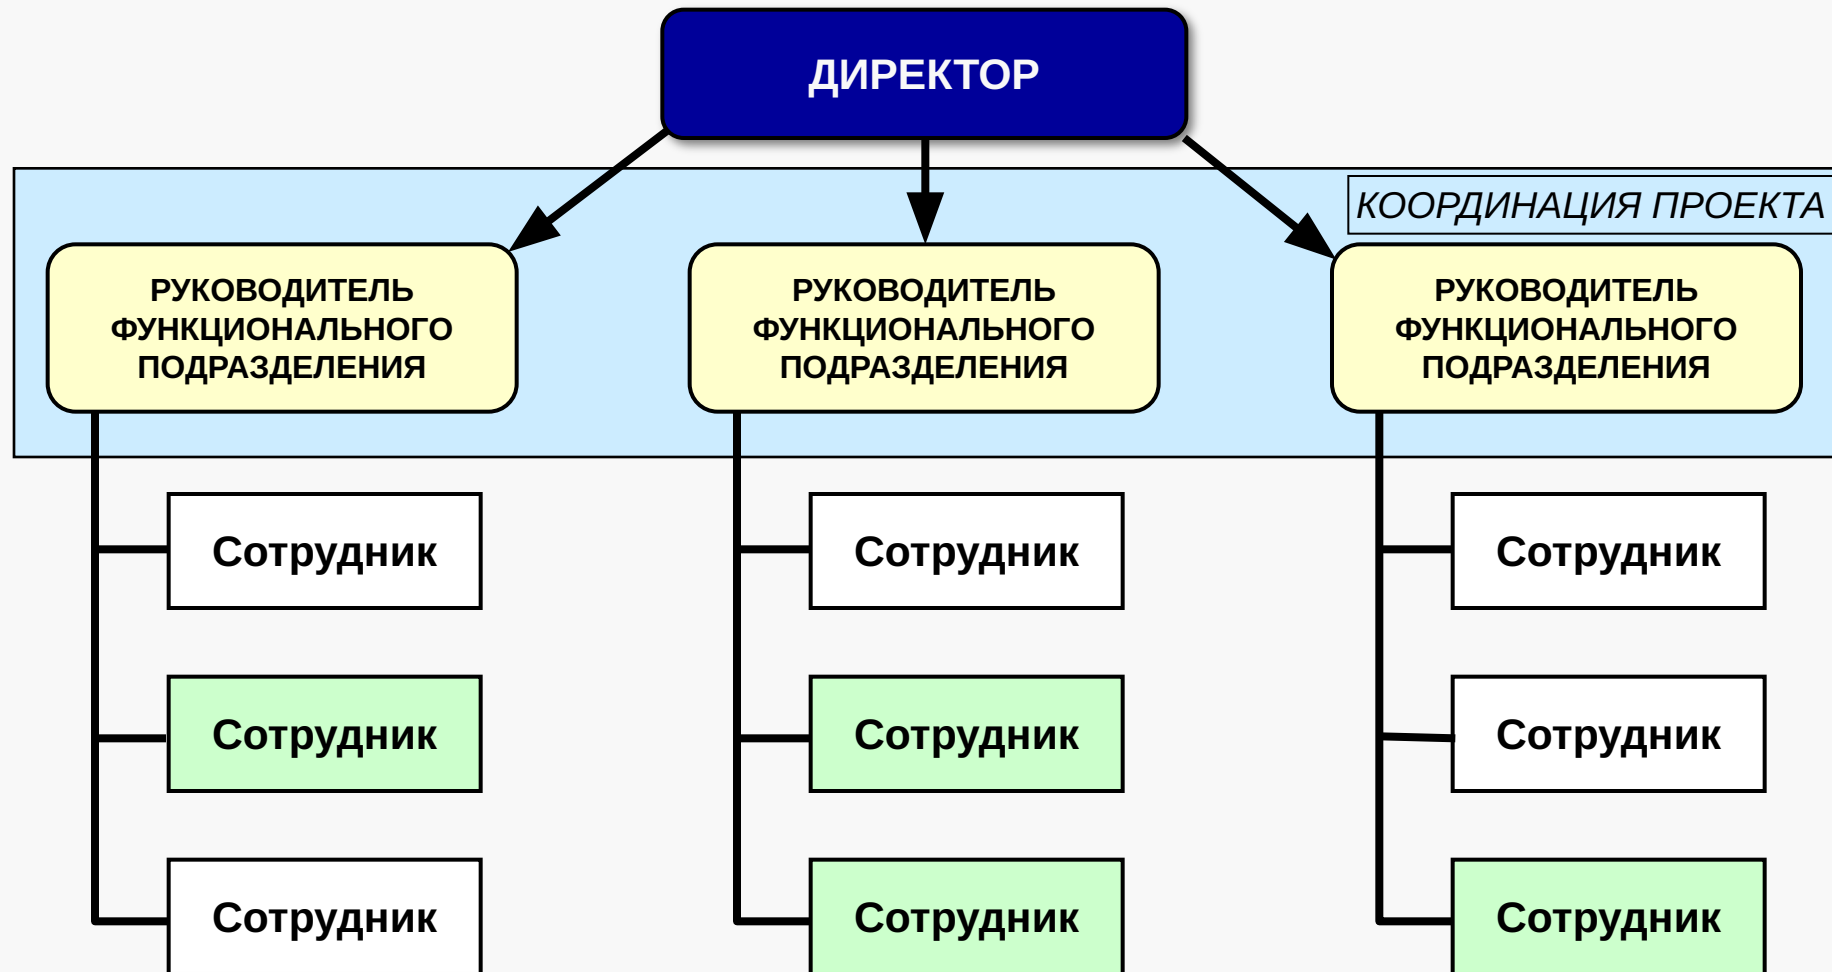 ДИРЕКТОР
КООРДИНАЦИЯ ПРОЕКТА
РУКОВОДИТЕЛЬ
ФУНКЦИОНАЛЬНОГО
ПОДРАЗДЕЛЕНИЯ
РУКОВОДИТЕЛЬ
ФУНКЦИОНАЛЬНОГО
ПОДРАЗДЕЛЕНИЯ
РУКОВОДИТЕЛЬ
ФУНКЦИОНАЛЬНОГО
ПОДРАЗДЕЛЕНИЯ
Сотрудник
Сотрудник
Сотрудник
Сотрудник
Сотрудник
Сотрудник
Сотрудник
Сотрудник
Сотрудник